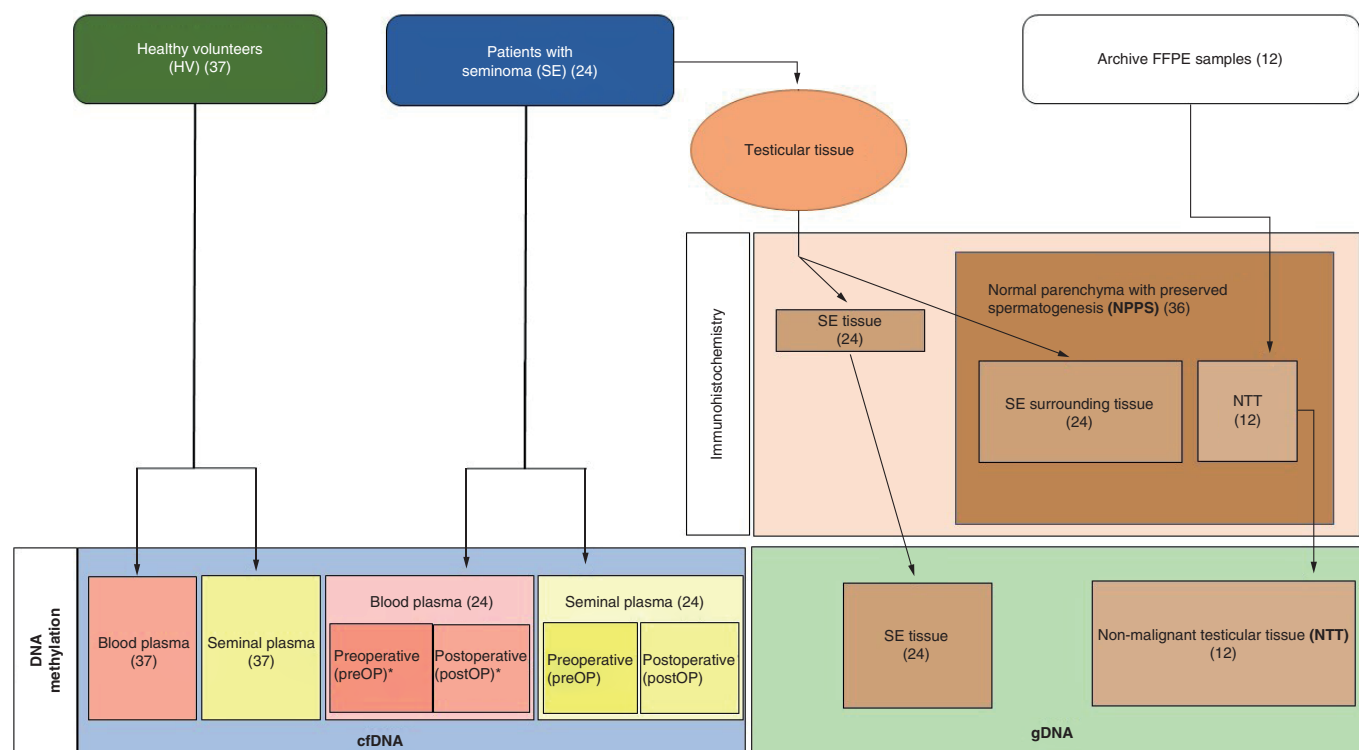 Healthy volunteers
(HV) (37)
Patients with
seminoma (SE) (24)
Archive FFPE samples (12)
Testicular tissue
Immunohistochemistry
Normal parenchyma with preserved
spermatogenesis (NPPS) (36)
SE tissue
(24)
SE surrounding tissue
(24)
NTT
(12)
DNA
methylation
Blood plasma
(37)
Seminal plasma
(37)
Blood plasma (24)
Preoperative
(preOP)*
Postoperative
(postOP)*
Seminal plasma (24)
Preoperative
(preOP)
Postoperative
(postOP)
cfDNA
SE tissue
(24)
Non-malignant testicular tissue (NTT)
(12)
gDNA